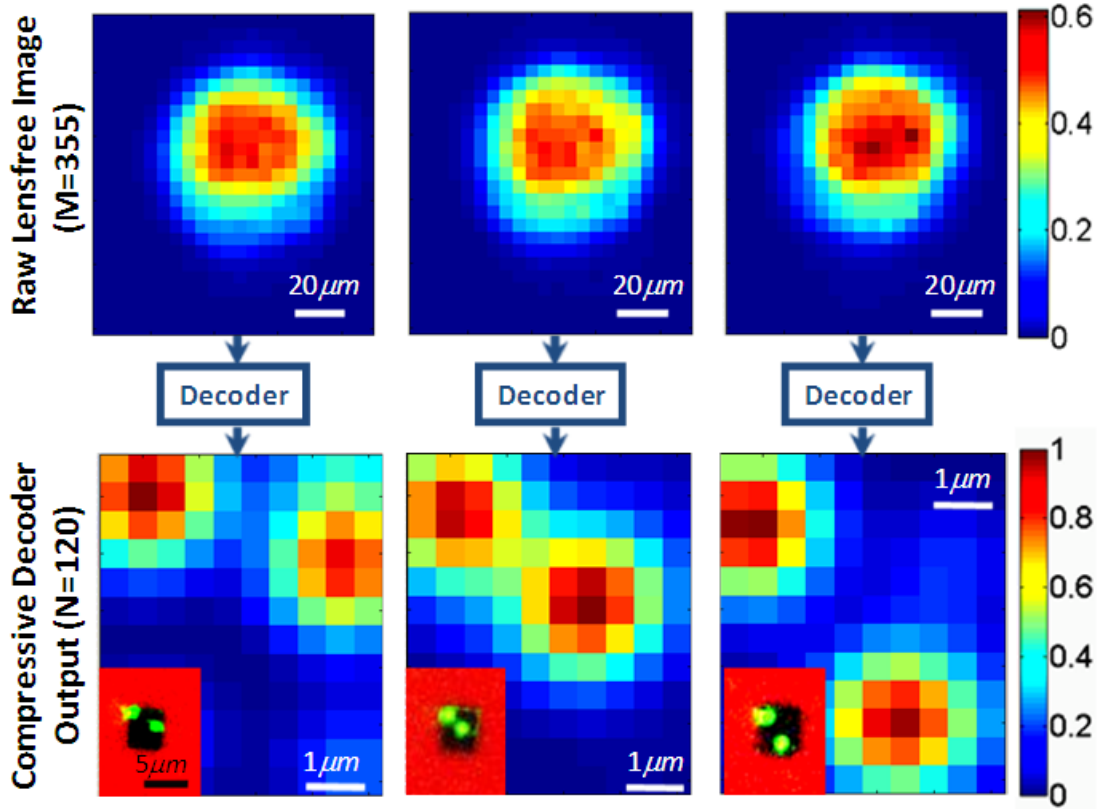 Raw Lensfree Image
(M=355)
20μm
20μm
20μm
0.6
0.4
0.2
0
Decoder
Decoder
Decoder
Compressive Decoder
Output (N=120)
5μm
1μm
1μm
1μm
1
0.8
0.6
0.4
0.2
0